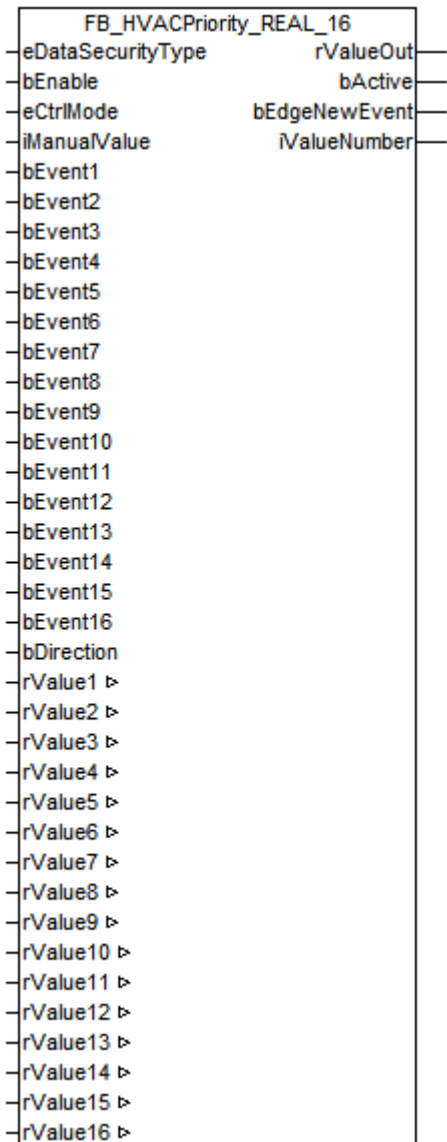 FB_HVACPriority_REAL_16
eDataSecurityType rValueOut
bEnable bActive
eCtrlMode bEdgeNewEvent
iManualValue iValueNumber
bEvent1
bEvent2
bEvent3
bEvent4
bEvent5
bEvent6
bEvent7
bEvent8
bEvent9
bEvent10
bEvent11
bEvent12
bEvent13
bEvent14
bEvent15
bEvent16
bDirection
rValue1 ▷
rValue2 ▷
rValue3 ▷
rValue4 ▷
rValue5 ▷
rValue6 ▷
rValue7 ▷
rValue8 ▷
rValue9 ▷
rValue10 ▷
rValue11 ▷
rValue12 ▷
rValue13 ▷
rValue14 ▷
rValue15 ▷
rValue16 ▷